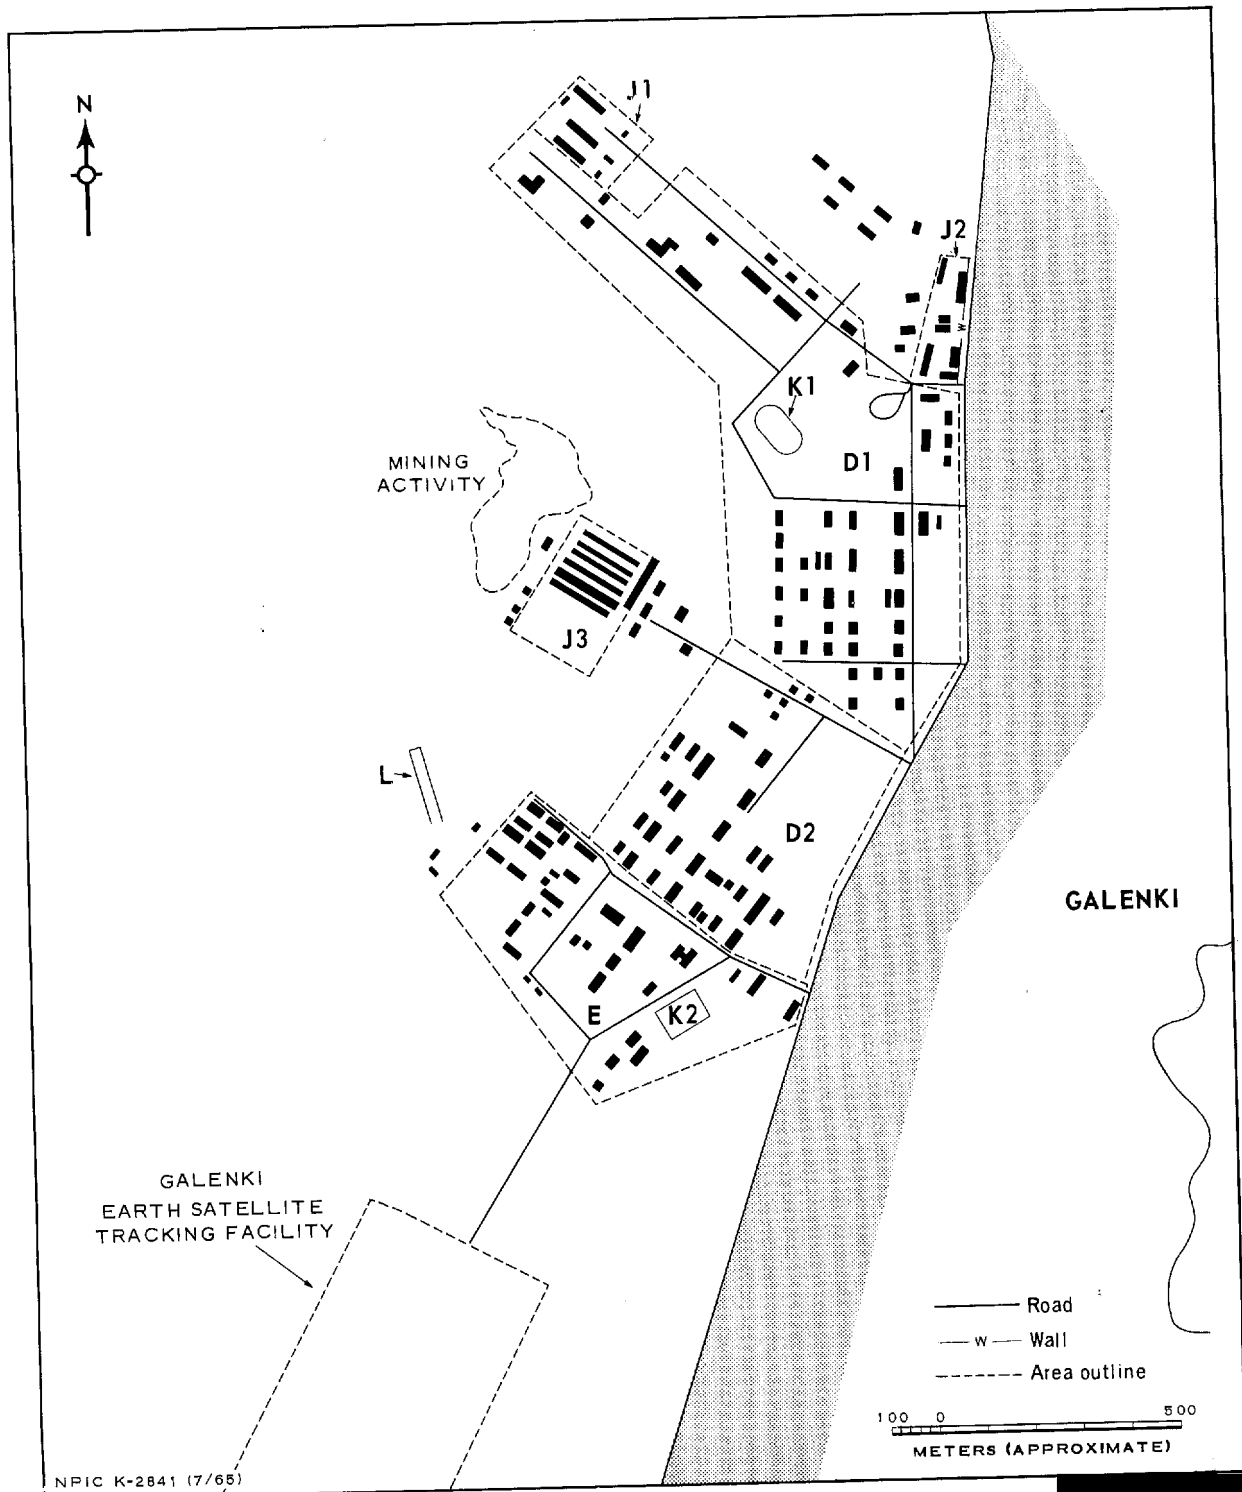 N
J1
J2
W
K1
D1
MINING
ACTIVITY
J3
L
D2
GALENKI
E
K2
GALENKI
EARTH SATELLITE
TRACKING FACILITY
Road
W Wall
Area outline
100 0 500
METERS (APPROXIMATE)
NPIC K-2841 (7/65)